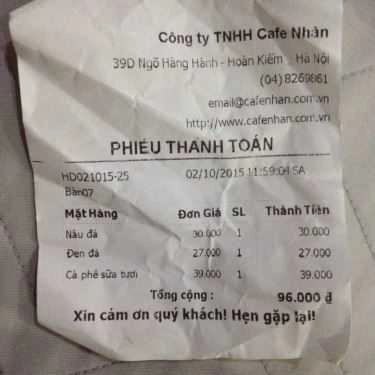 Công ty TNHH Cafe Nhân
39D Ngõ Hàng Hành - Hoàn Kiếm Hà Nội
(04) 8269861
email@cafenhan.com.vn
http://www.cafenhan.com.vn
PHIẾU THANH TOÁN
HD021015-25 02/10/2015 11:59:04 SA
Bàn07
Mặt Hàng Đơn Giá SL Thành Tiền
Nâu đá 30.000 1 30.000
Đen đá 27.000 1 27.000
Cà phê sữa tươi 39.000 1 39.000
Tổng cộng : 96.000 ₫
Xin cảm ơn quý khách! Hẹn gặp lại!